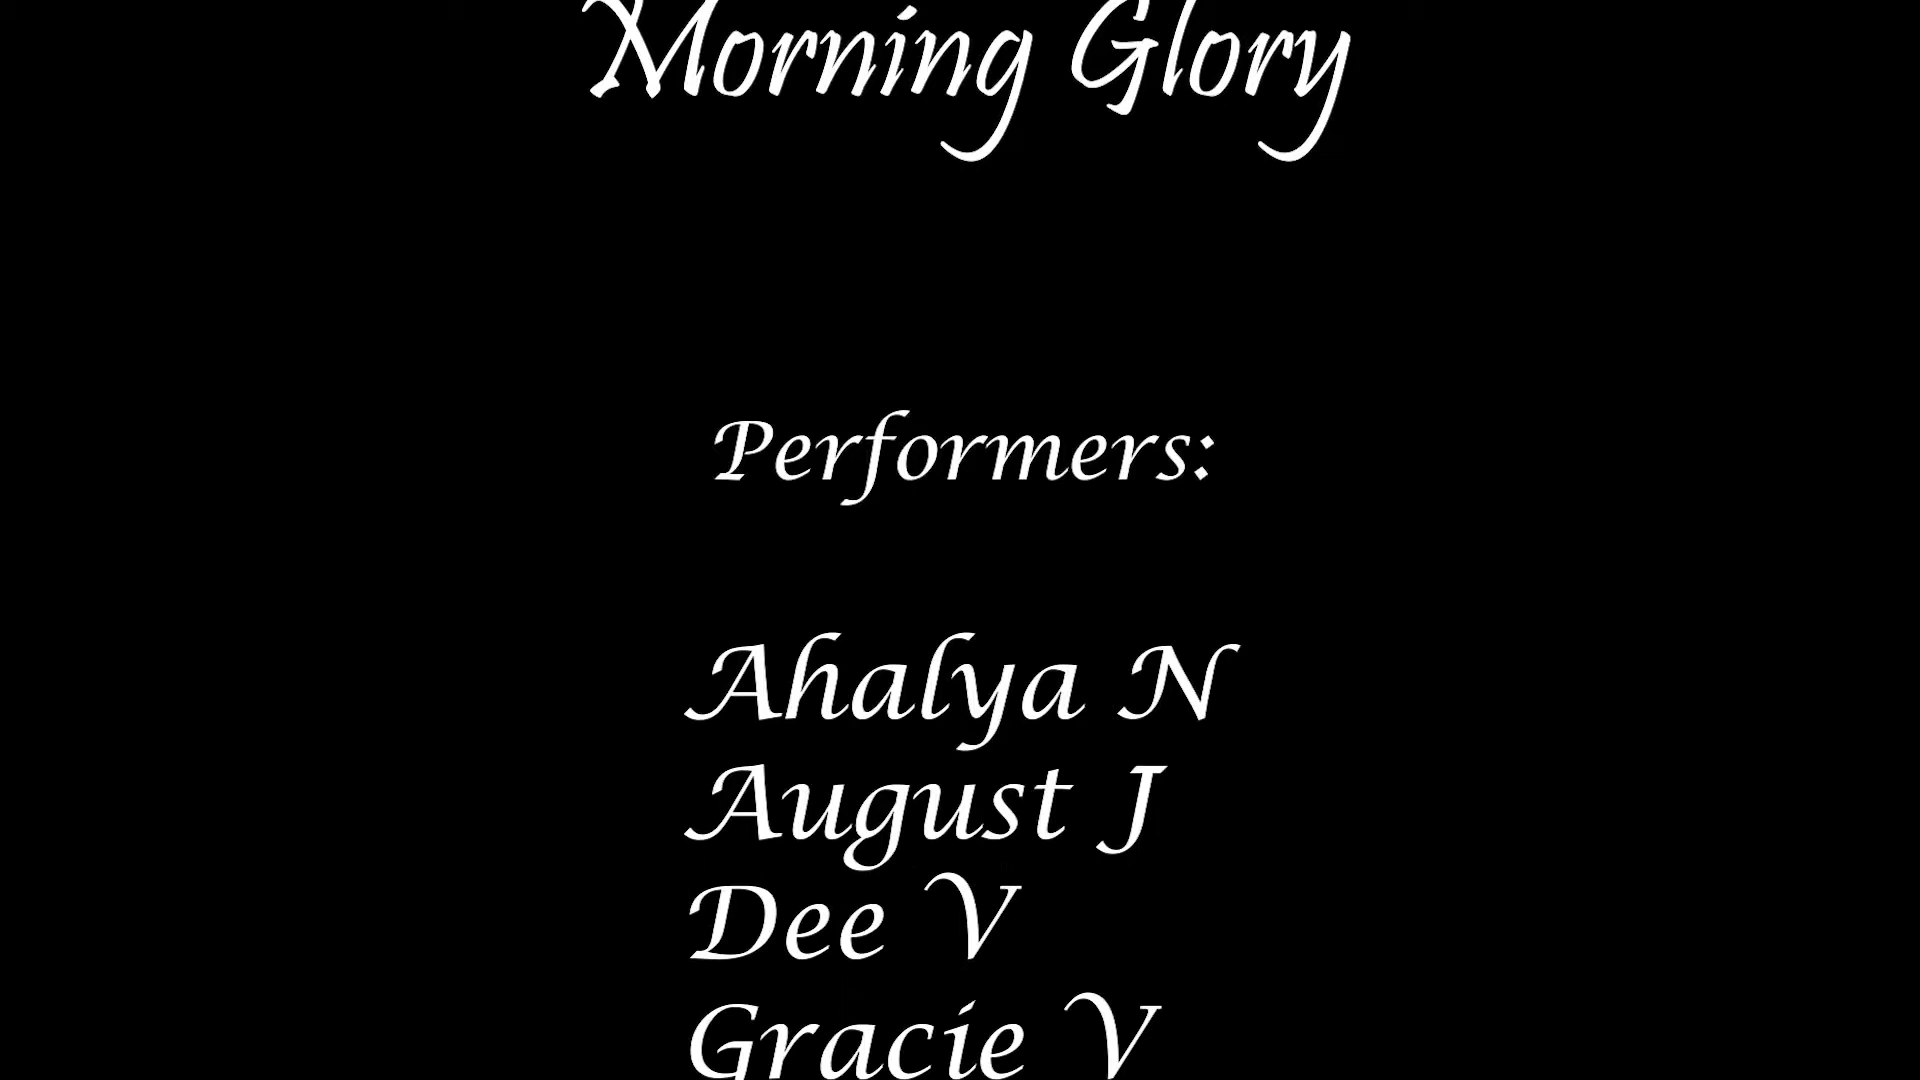 Morning Glory
Performers:
Ahalya N
August J
Dee V
Gracie V